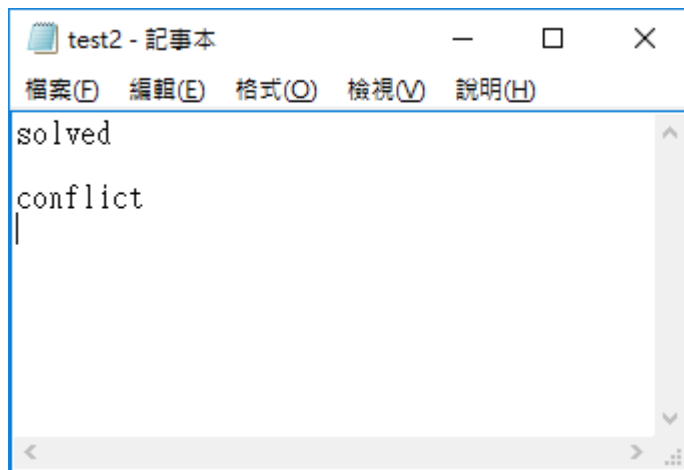 test2 - 記事本
檔案(F) 編輯(E) 格式(O) 檢視(V) 說明(H)
solved
conflict